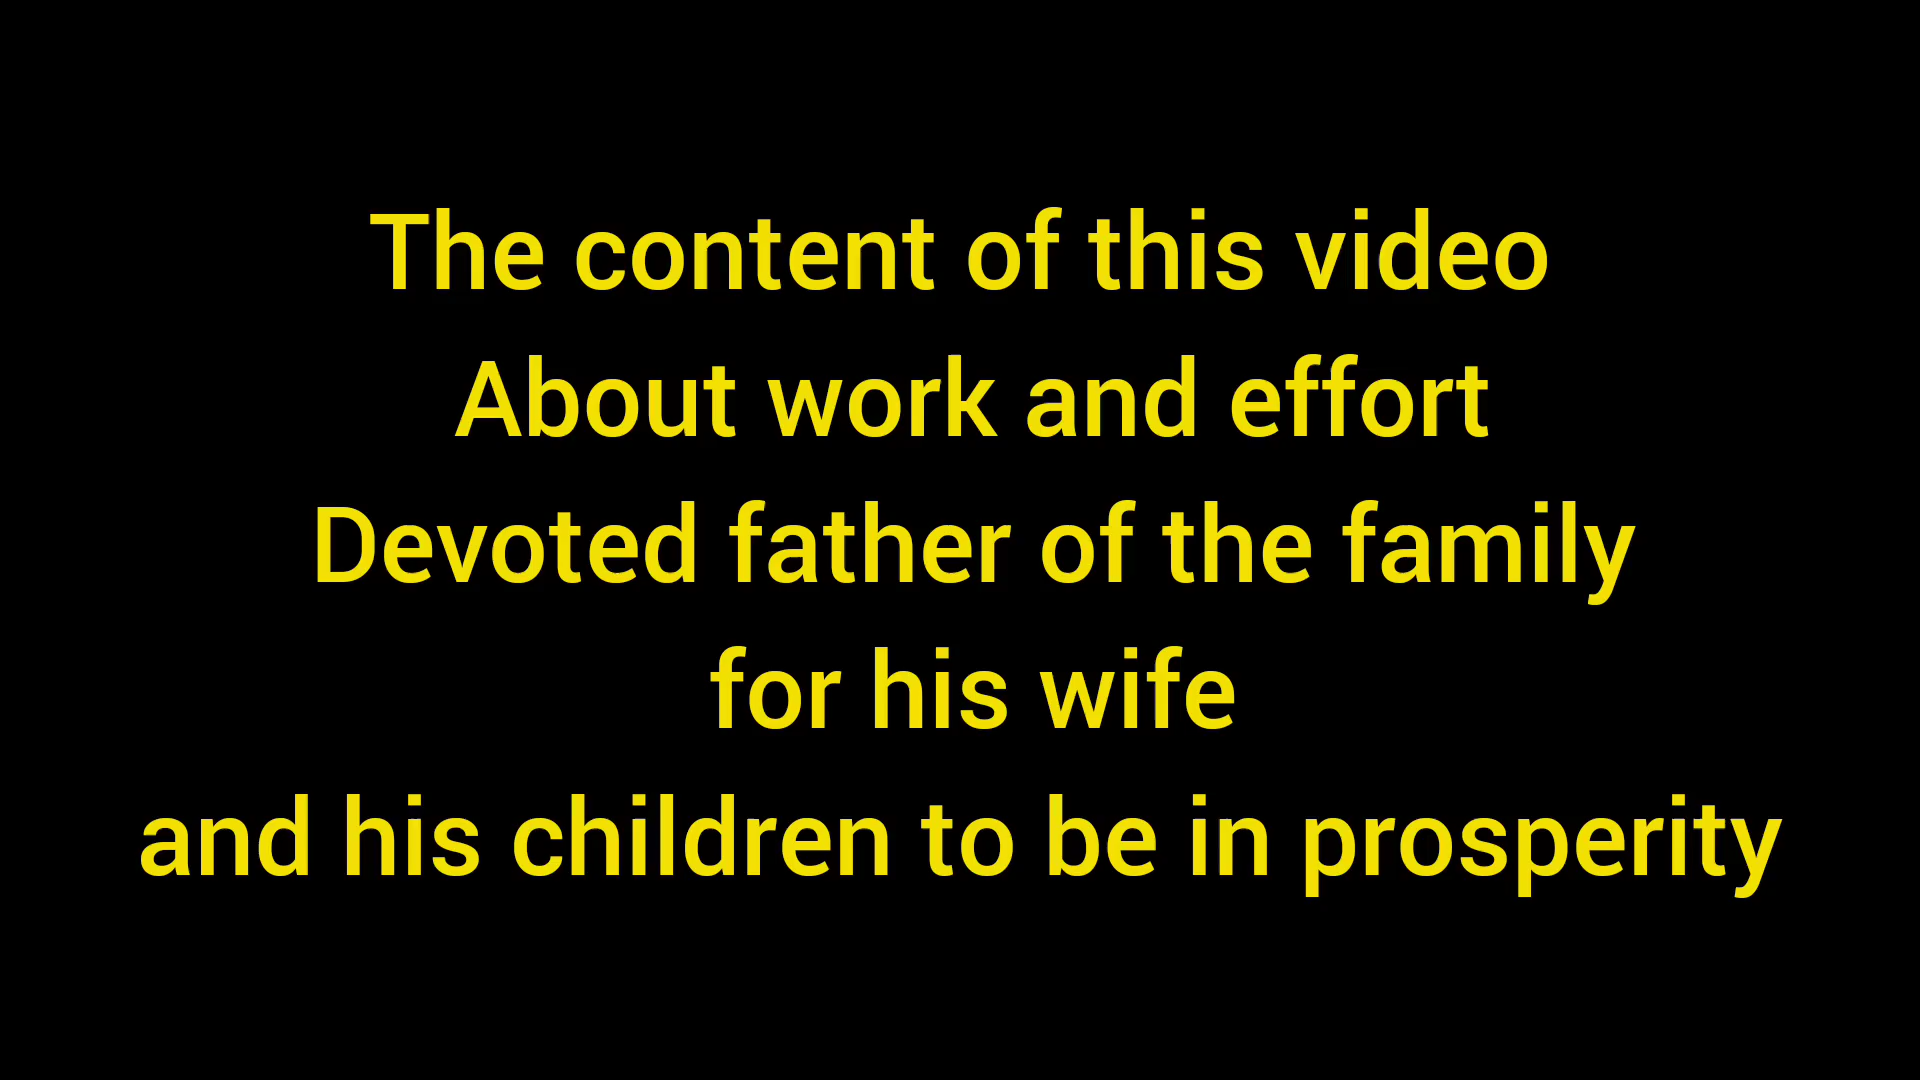 The content of this video
About work and effort
Devoted father of the family
for his wife
and his children to be in prosperity